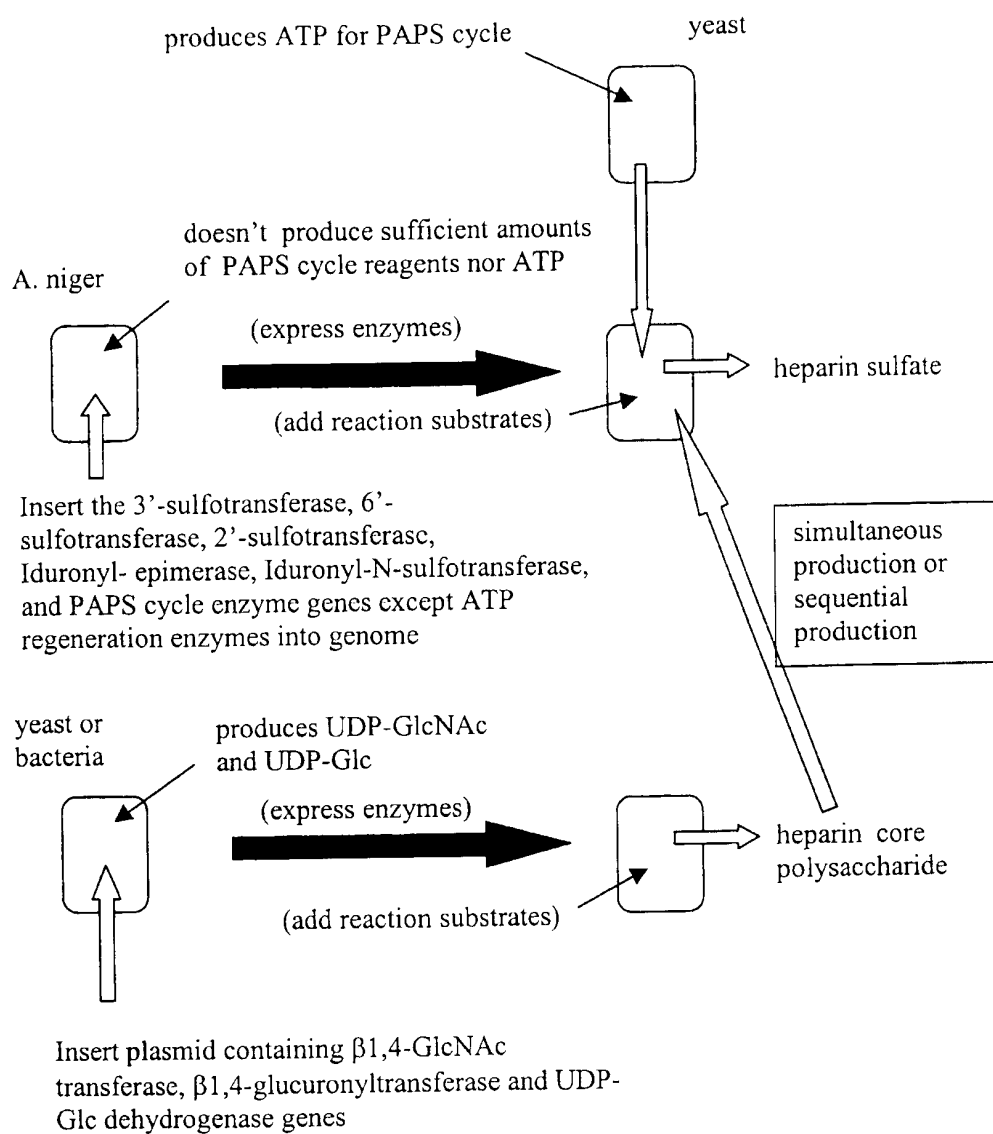 produces ATP for PAPS cycle
yeast
doesn't produce sufficient amounts
of PAPS cycle reagents nor ATP
A. niger
(express enzymes)
heparin sulfate
(add reaction substrates)
Insert the 3'-sulfotransferase, 6'-
sulfotransferase, 2'-sulfotransferase,
Iduronyl- epimerase, Iduronyl-N-sulfotransferase,
and PAPS cycle enzyme genes except ATP
regeneration enzymes into genome
simultaneous
production or
sequential
production
yeast or
bacteria
produces UDP-GlcNAc
and UDP-Glc
(express enzymes)
heparin core
polysaccharide
(add reaction substrates)
Insert plasmid containing β1,4-GlcNAc
transferase, β1,4-glucuronyltransferase and UDP-
Glc dehydrogenase genes